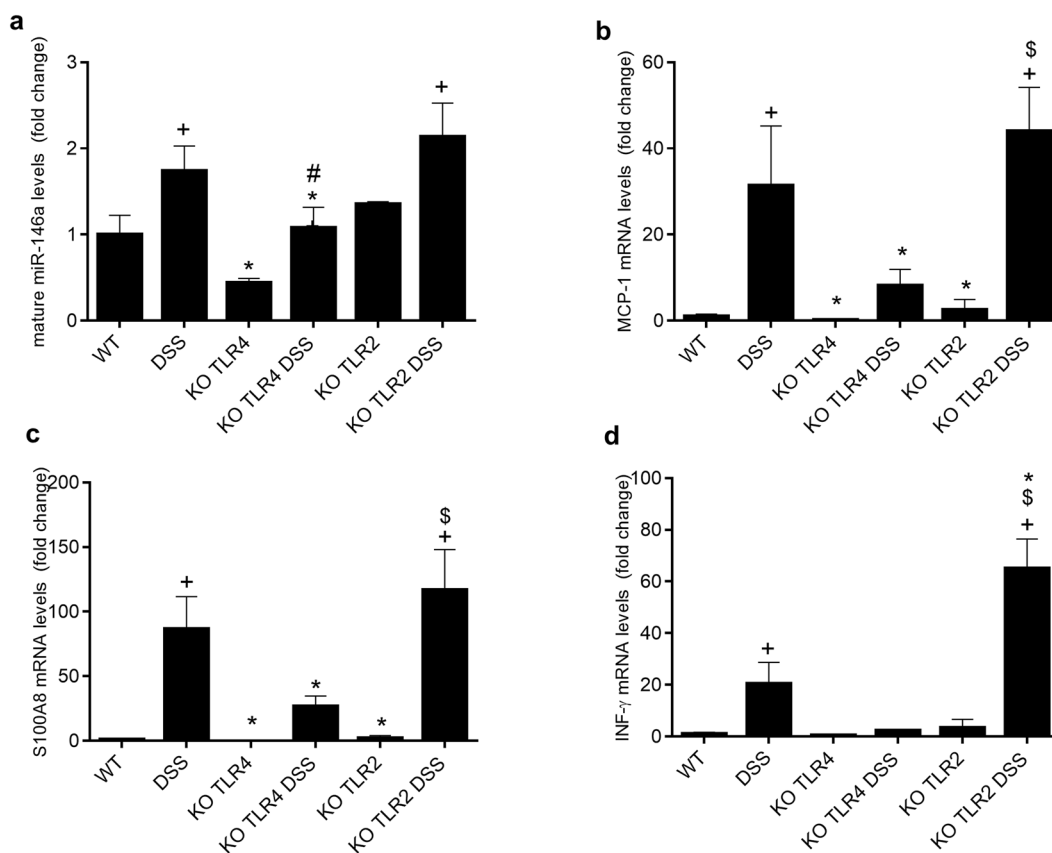 a
mature miR-146a levels (fold change)
3
2
1
0
+
*
#
*
+
WT
DSS
KO TLR4
KO TLR4 DSS
KO TLR2
KO TLR2 DSS
b
MCP-1 mRNA levels (fold change)
60
40
20
0
+
*
*
*
$
+
WT
DSS
KO TLR4
KO TLR4 DSS
KO TLR2
KO TLR2 DSS
c
S100A8 mRNA levels (fold change)
200
150
100
50
0
+
*
*
*
$
+
WT
DSS
KO TLR4
KO TLR4 DSS
KO TLR2
KO TLR2 DSS
d
INF-γ mRNA levels (fold change)
100
80
60
40
20
0
+
*
$
+
WT
DSS
KO TLR4
KO TLR4 DSS
KO TLR2
KO TLR2 DSS